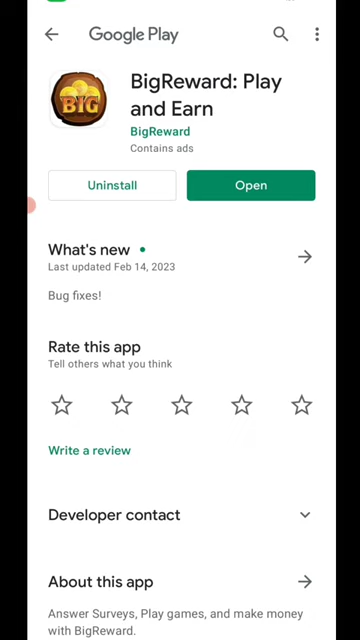 Google Play
BIG
BigReward: Play
and Earn
BigReward
Contains ads
Uninstall
Open
What's new
Last updated Feb 14, 2023
Bug fixes!
Rate this app
Tell others what you think
Write a review
Developer contact
About this app
Answer Surveys, Play games, and make money
with BigReward.